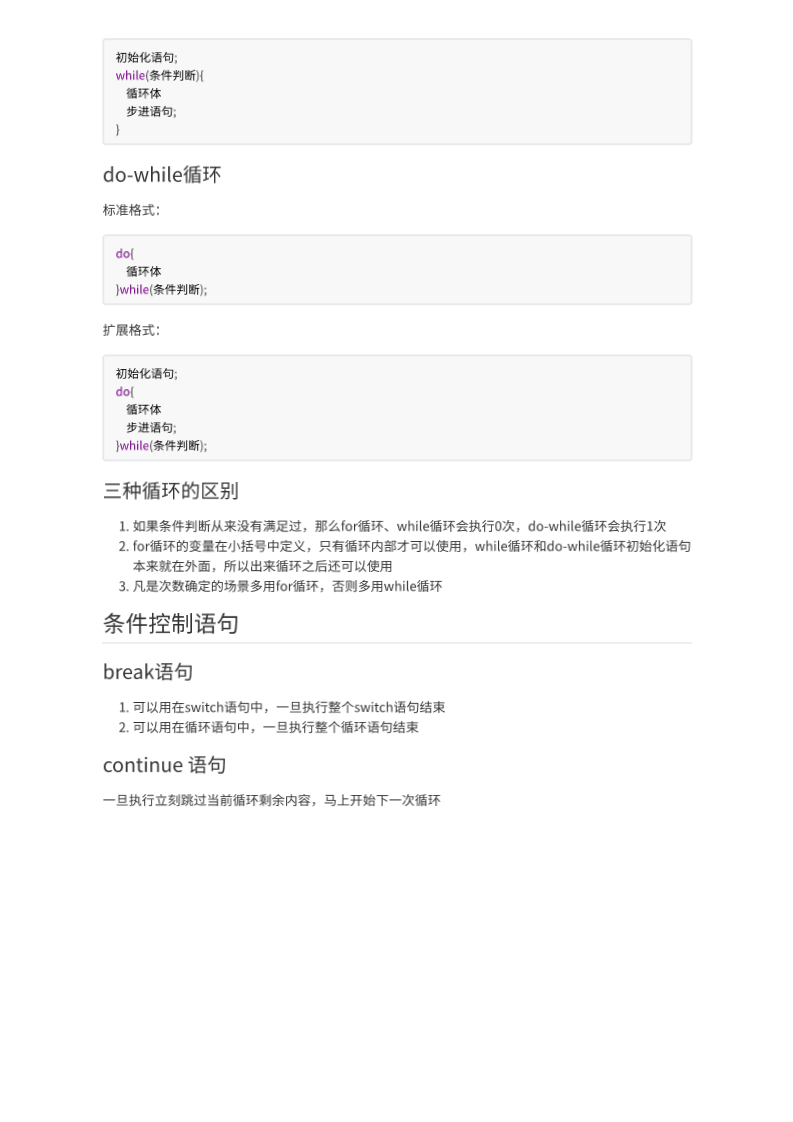 初始化语句;
while(条件判断){
    循环体
    步进语句;
}
do-while循环
标准格式：
do{
    循环体
}while(条件判断);
扩展格式：
初始化语句;
do{
    循环体
    步进语句;
}while(条件判断);
三种循环的区别
1. 如果条件判断从来没有满足过，那么for循环、while循环会执行0次，do-while循环会执行1次
2. for循环的变量在小括号中定义，只有循环内部才可以使用，while循环和do-while循环初始化语句
本来就在外面，所以出来循环之后还可以使用
3. 凡是次数确定的场景多用for循环，否则多用while循环
条件控制语句
break语句
1. 可以用在switch语句中，一旦执行整个switch语句结束
2. 可以用在循环语句中，一旦执行整个循环语句结束
continue 语句
一旦执行立刻跳过当前循环剩余内容，马上开始下一次循环